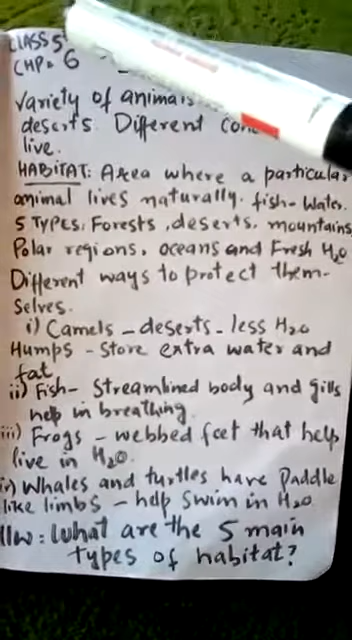 CLASS 5
CHP= 6
Variety of animals
deserts. Different
live.
HABITAT: Area where a particular
animal lives naturally. fish- Water.
5 TYPES. Forests, deserts, mountains
Polar regions, oceans and Fresh H2o
Different ways to protect them-
selves.
i) Camels - deserts - less H2o
Humps - Store extra water and
fat
ii) Fish- Streamlined body and gills
help in breathing.
iii) Frogs - webbed feet that help
live in H2o.
iv) Whales and turtles have Paddle
like limbs - help swim in H2o
HW: What are the 5 main
types of habitat?